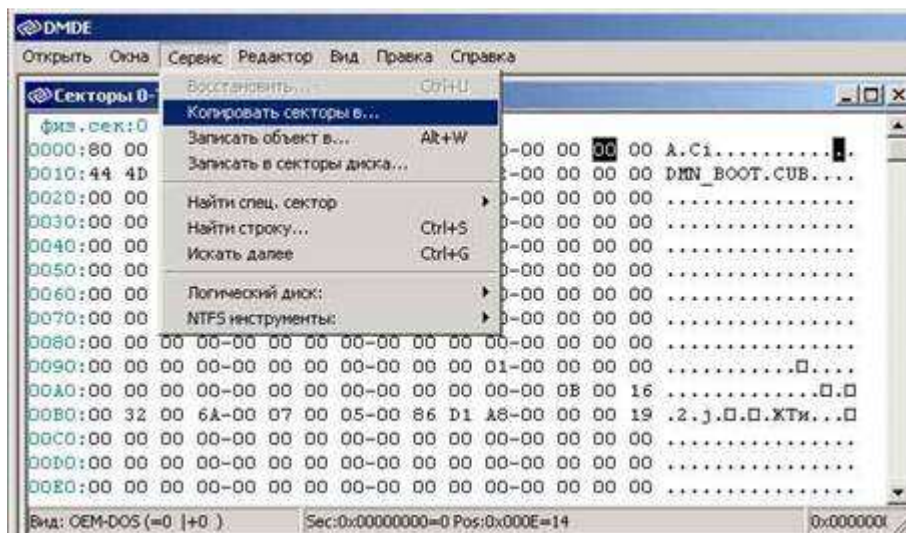 DMDE
Открыть Окна Сервис Редактор Вид Правка Справка
Секторы 0-
Восстановить... Ctrl+U
Копировать секторы в...
Записать объект в... Alt+W
Записать в секторы диска...
Найти спец. сектор
Найти строку... Ctrl+S
Искать далее Ctrl+G
Логический диск:
NTFS инструменты:
физ.сек:0
0000:80 00 0-00 00 00 00 A.Ci............
0010:44 4D -00 00 00 00 DMN_BOOT.CUB....
0020:00 00 0-00 00 00 00 ................
0030:00 00 0-00 00 00 00 ................
0040:00 00 0-00 00 00 00 ................
0050:00 00 0-00 00 00 00 ................
0060:00 00 0-00 00 00 00 ................
0070:00 00 0-00 00 00 00 ................
0080:00 00 00 00-00 00 00 00-00 00 00 00-00 00 00 00 ................
0090:00 00 00 00-00 00 00 00-00 00 00 01-00 00 00 00 ...........□....
00A0:00 00 00 00-00 00 00 00-00 00 00 00-00 0B 00 16 .............□.□
00B0:00 32 00 6A-00 07 00 05-00 86 D1 A8-00 00 00 19 .2.j.□.□.ЖТи...□
00C0:00 00 00 00-00 00 00 00-00 00 00 00-00 00 00 00 ................
00D0:00 00 00 00-00 00 00 00-00 00 00 00-00 00 00 00 ................
00E0:00 00 00 00-00 00 00 00-00 00 00 00-00 00 00 00 ................
Вид: OEM-DOS (=0 |+0 ) Sec:0x00000000=0 Pos:0x000E=14 0x000000